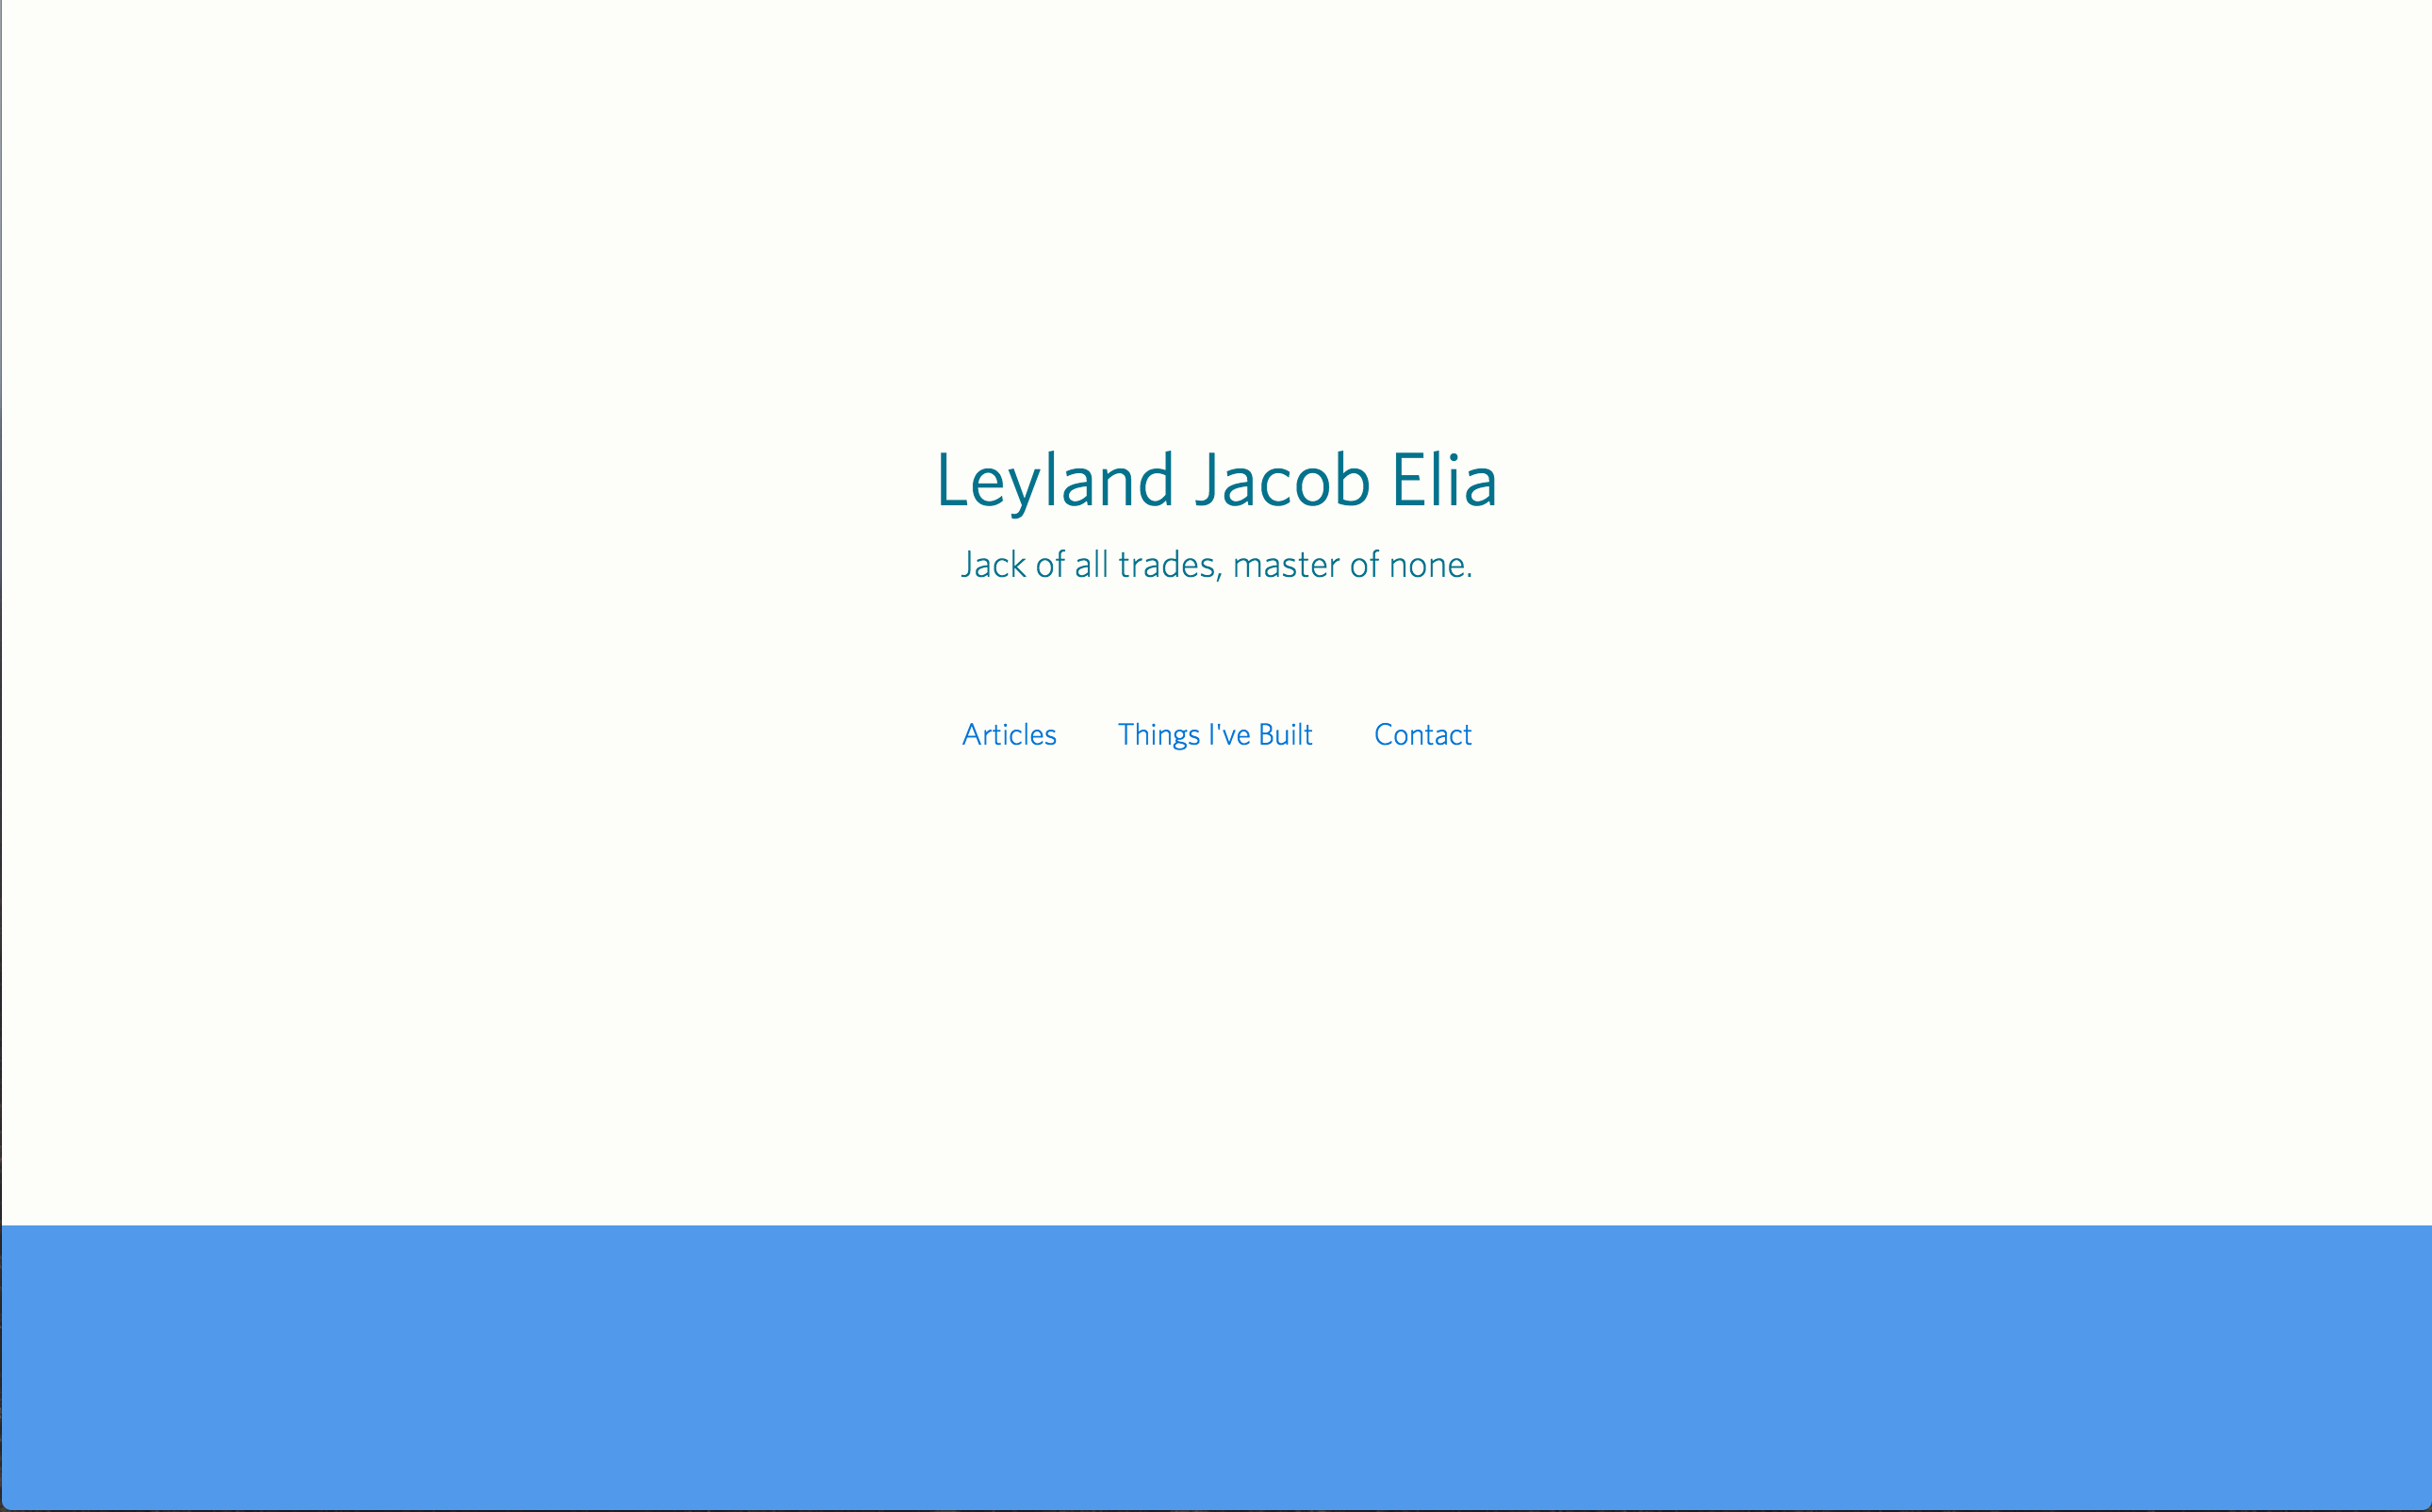 Leyland Jacob Elia
Jack of all trades, master of none.
Articles Things I've Built Contact